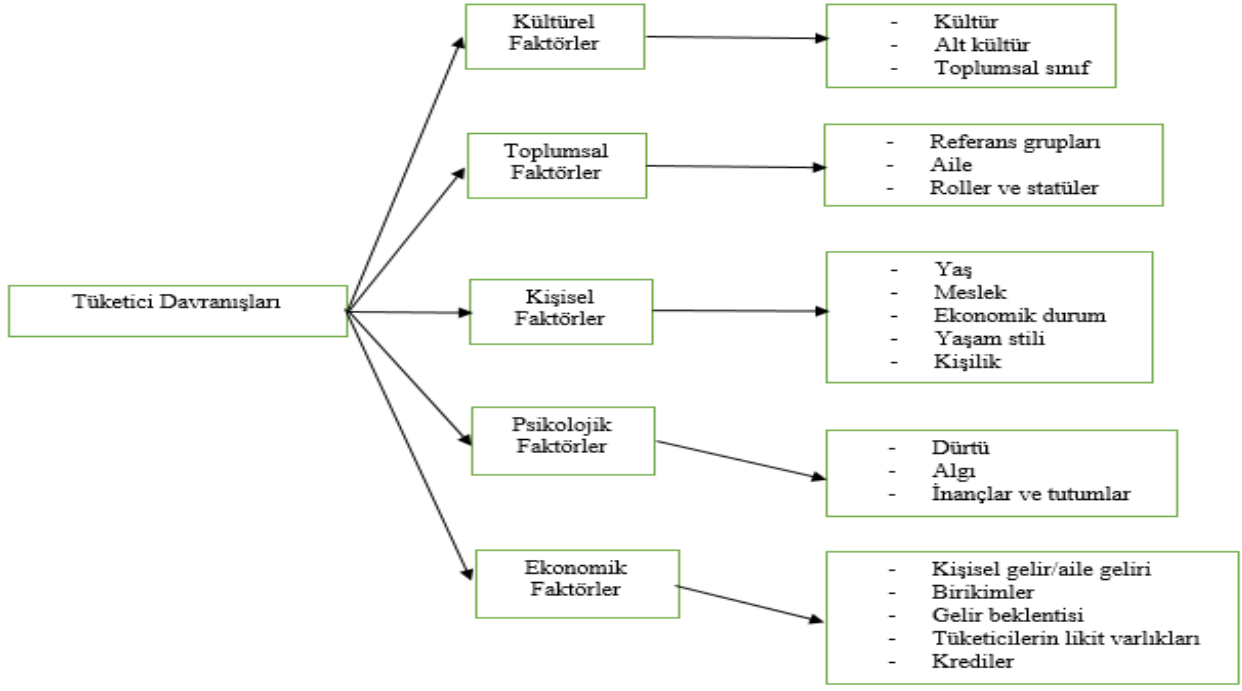 Tüketici Davranışları
Kültürel
Faktörler
- Kültür
- Alt kültür
- Toplumsal sınıf
Toplumsal
Faktörler
- Referans grupları
- Aile
- Roller ve statüler
Kişisel
Faktörler
- Yaş
- Meslek
- Ekonomik durum
- Yaşam stili
- Kişilik
Psikolojik
Faktörler
- Dürtü
- Algı
- İnançlar ve tutumlar
Ekonomik
Faktörler
- Kişisel gelir/aile geliri
- Birikimler
- Gelir beklentisi
- Tüketicilerin likit varlıkları
- Krediler